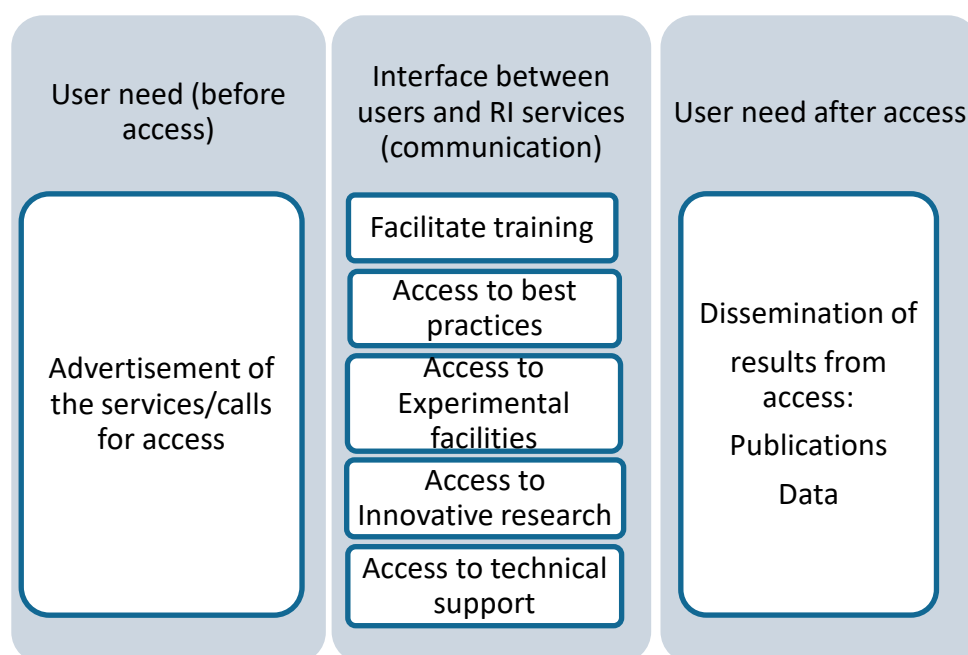 User need (before
access)
Advertisement of
the services/calls
for access
Interface between
users and RI services
(communication)
Facilitate training
Access to best
practices
Access to
Experimental
facilities
Access to
Innovative research
Access to technical
support
User need after access
Dissemination of
results from
access:
Publications
Data